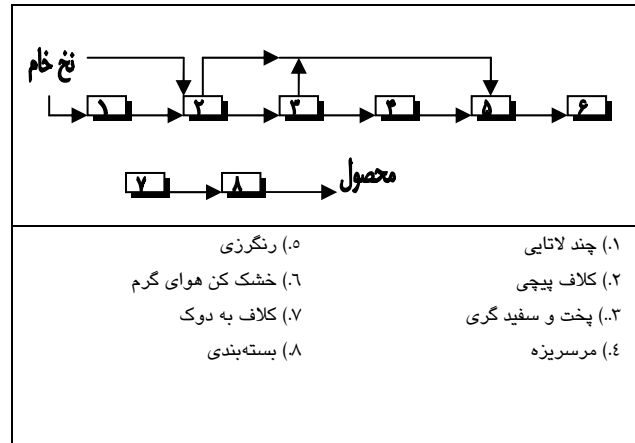 نخ خام
۱ ۲ ۳ ۴ ۵ ۶
۷ ۸ محصول
۱.) چند لاتایی
۲.) کلاف پیچی
۳..) پخت و سفید گری
۴.) مرسریزه
۵.) رنگرزی
۶.) خشک کن هوای گرم
۷.) کلاف به دوک
۸.) بسته‌بندی